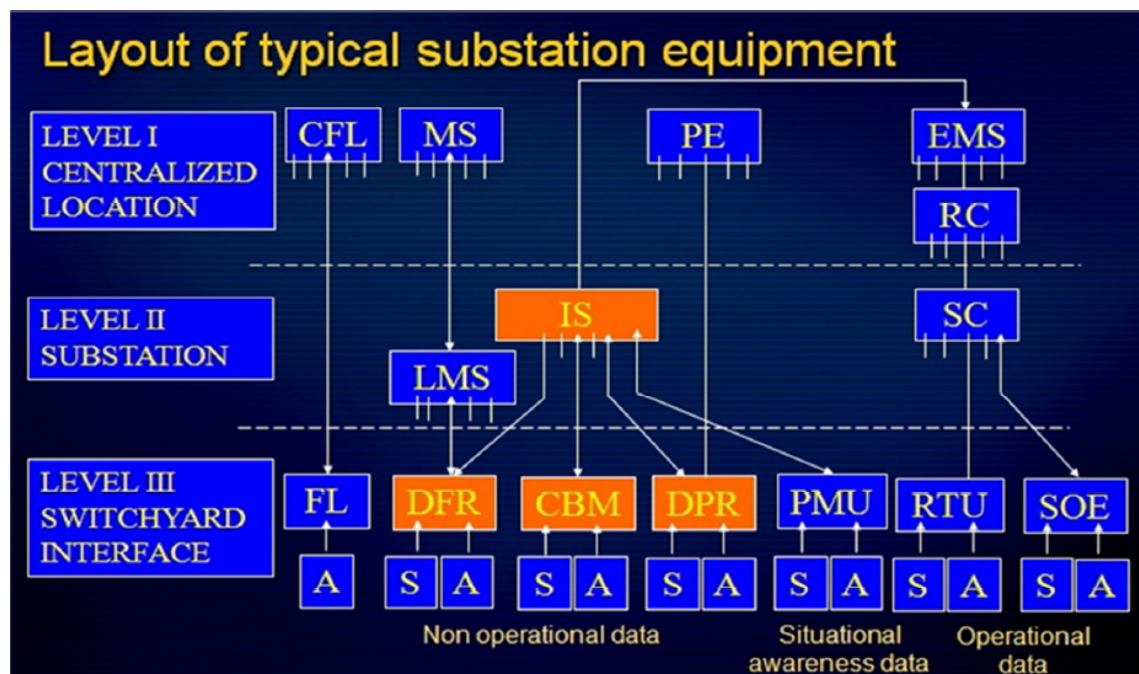 Layout of typical substation equipment
LEVEL I
CENTRALIZED
LOCATION
CFL
MS
PE
EMS
RC
LEVEL II
SUBSTATION
IS
SC
LMS
LEVEL III
SWITCHYARD
INTERFACE
FL
DFR
CBM
DPR
PMU
RTU
SOE
A
S A
S A
S A
S A
S A
S A
Non operational data
Situational
awareness data
Operational
data